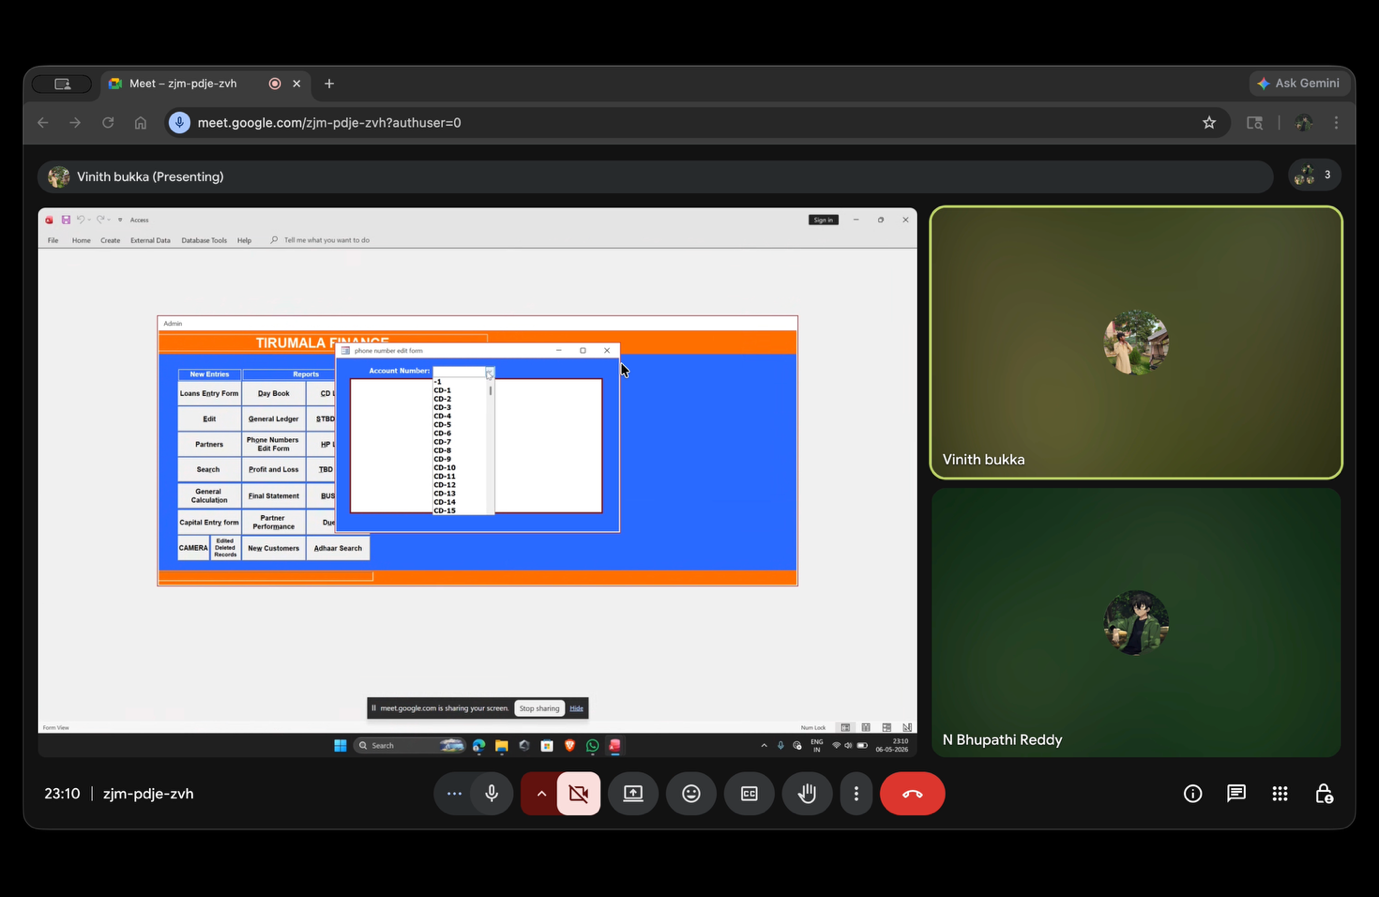 Meet – zjm-pdje-zvh
Ask Gemini
meet.google.com/zjm-pdje-zvh?authuser=0
Vinith bukka (Presenting)
3
Access
Sign in
File Home Create External Data Database Tools Help Tell me what you want to do
Admin
TIRUMALA FINANCE
phone number edit form
Account Number:
-1
CD-1
CD-2
CD-3
CD-4
CD-5
CD-6
CD-7
CD-8
CD-9
CD-10
CD-11
CD-12
CD-13
CD-14
CD-15
New Entries Reports
Loans Entry Form Day Book CD L
Edit General Ledger STBD
Partners Phone Numbers Edit Form HP L
Search Profit and Loss TBD
General Calculation Final Statement BUS
Capital Entry form Partner Performance Due
CAMERA Edited Deleted Records New Customers Adhaar Search
meet.google.com is sharing your screen. Stop sharing Hide
Form View
Num Lock
Search
ENG
IN
23:10
06-05-2026
Vinith bukka
N Bhupathi Reddy
23:10 | zjm-pdje-zvh
CC